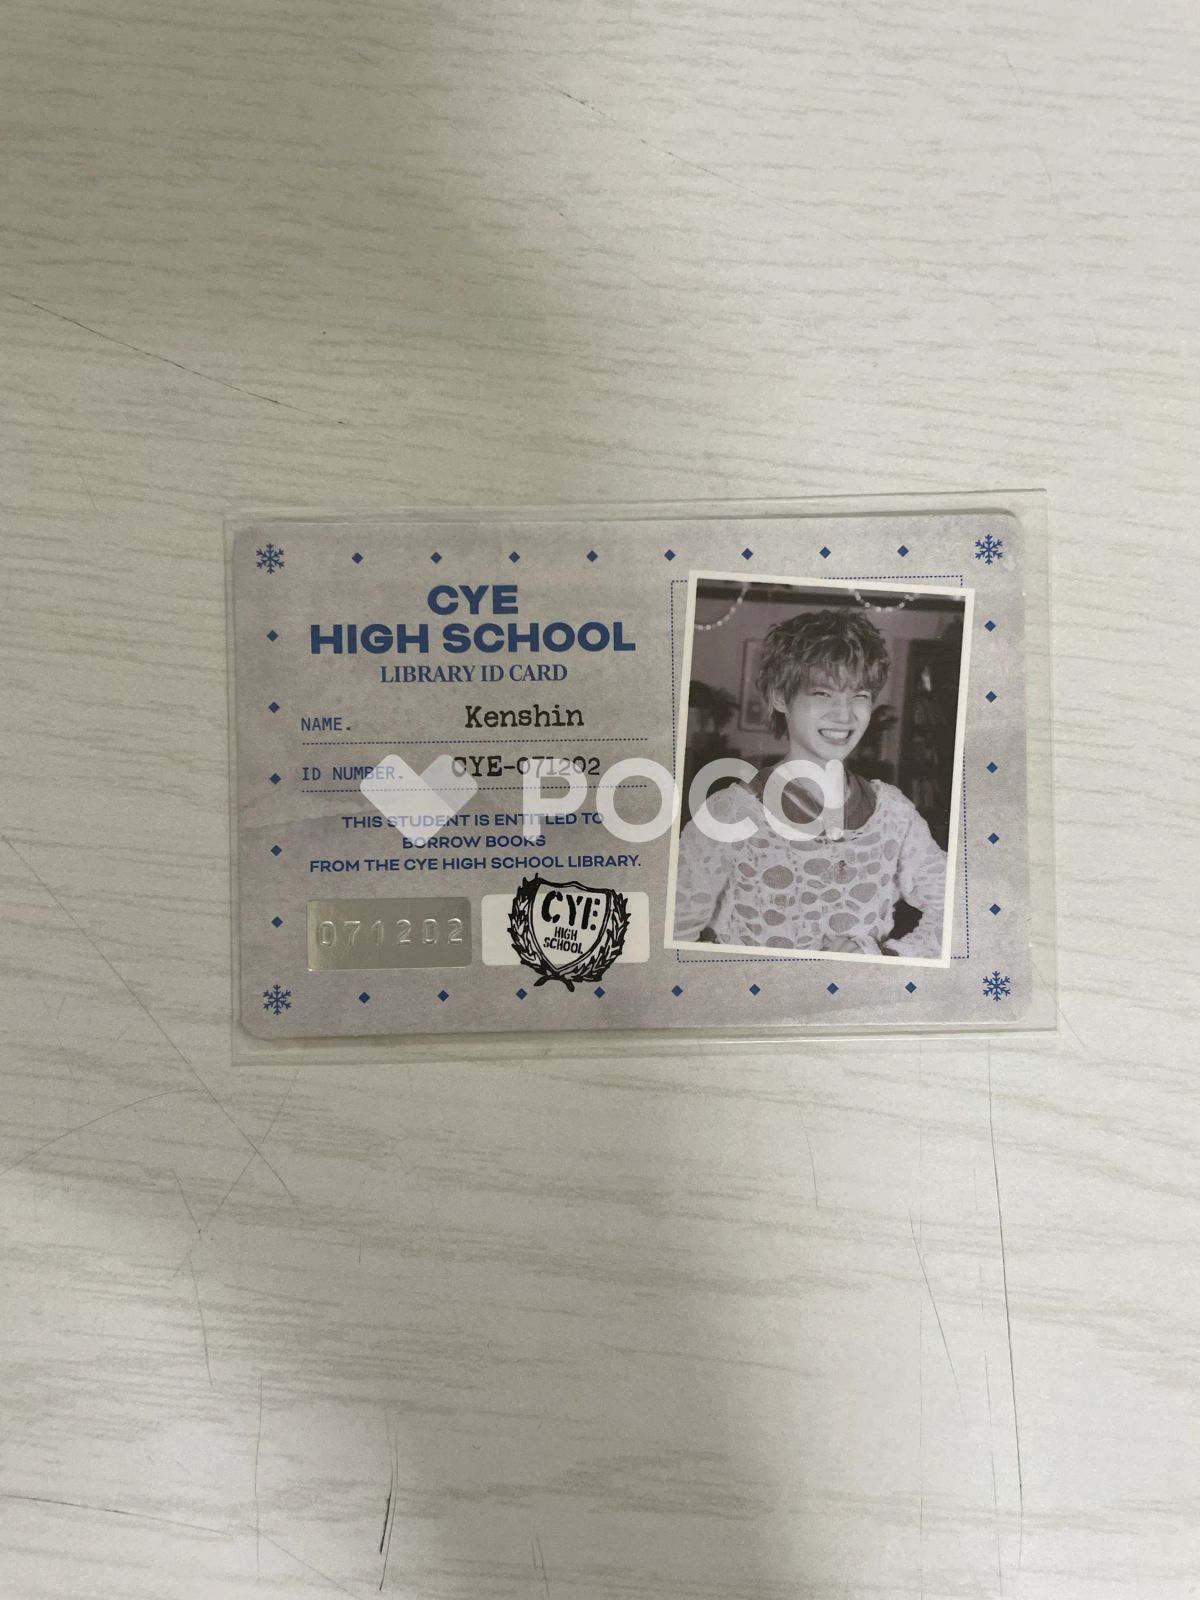 CYE
HIGH SCHOOL
LIBRARY ID CARD
NAME. Kenshin
ID NUMBER. CYE-071202
THIS STUDENT IS ENTITLED TO
BORROW BOOKS
FROM THE CYE HIGH SCHOOL LIBRARY.
071202
CYE
HIGH
SCHOOL
POCA